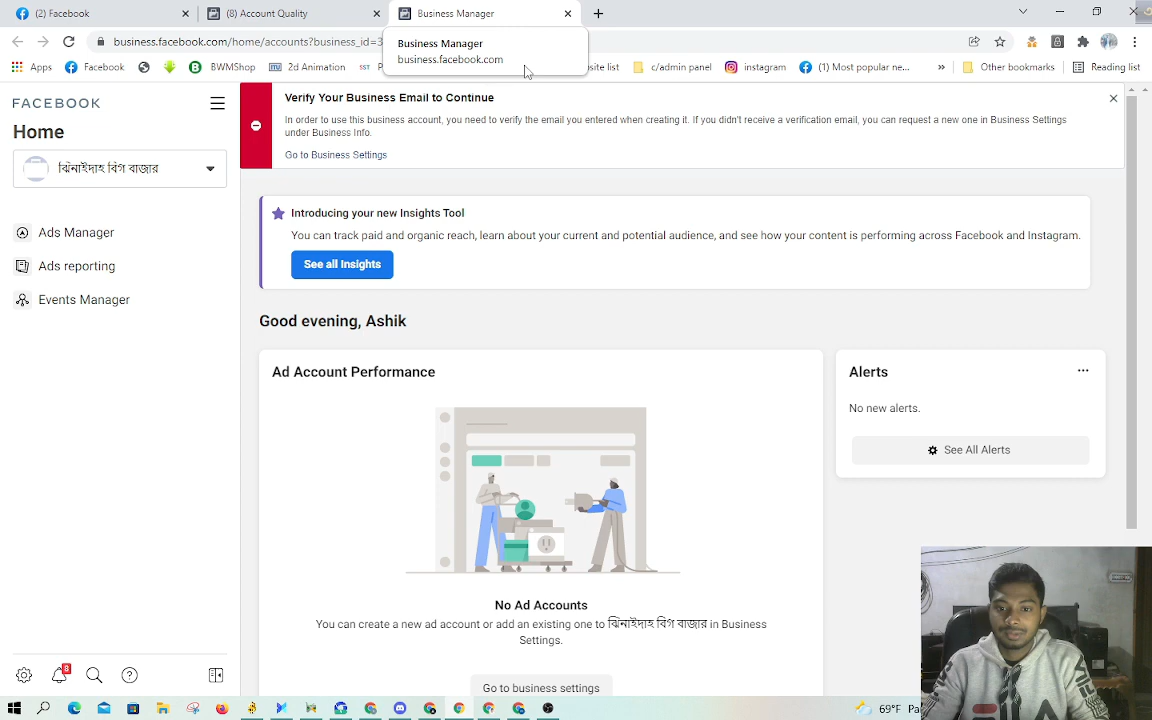 (2) Facebook
(8) Account Quality
Business Manager
business.facebook.com/home/accounts?business_id=3
Business Manager
business.facebook.com
Apps
Facebook
BWMShop
2d Animation
site list
c/admin panel
instagram
(1) Most popular ne...
»
Other bookmarks
Reading list
FACEBOOK
Home
ঝিনাইদাহ বিগ বাজার
Ads Manager
Ads reporting
Events Manager
8
Verify Your Business Email to Continue
In order to use this business account, you need to verify the email you entered when creating it. If you didn't receive a verification email, you can request a new one in Business Settings
under Business Info.
Go to Business Settings
Introducing your new Insights Tool
You can track paid and organic reach, learn about your current and potential audience, and see how your content is performing across Facebook and Instagram.
See all Insights
Good evening, Ashik
Ad Account Performance
No Ad Accounts
You can create a new ad account or add an existing one to ঝিনাইদাহ বিগ বাজার in Business
Settings.
Go to business settings
Alerts
No new alerts.
See All Alerts
FILA
69°F Pa